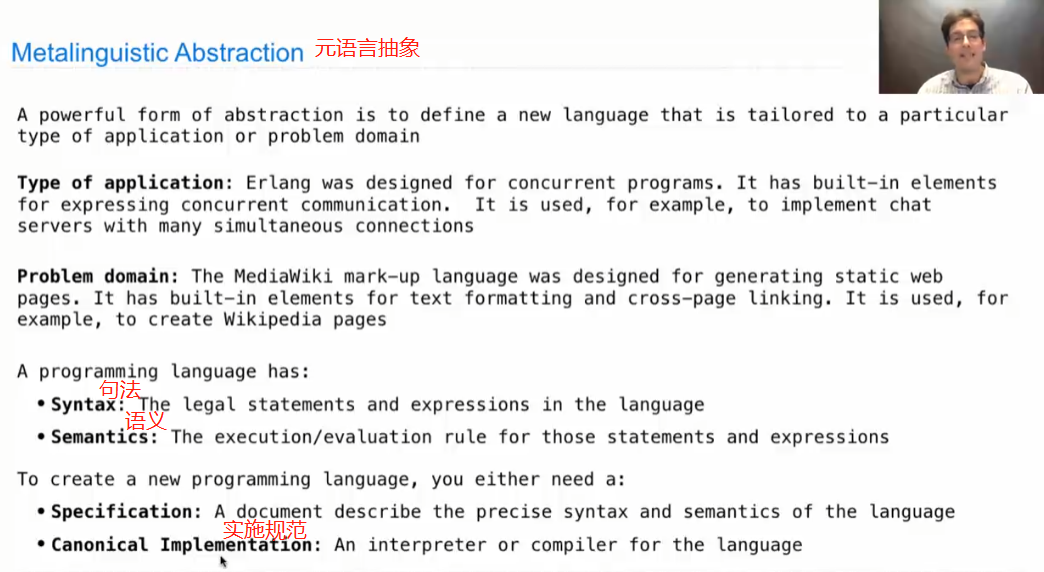 Metalinguistic Abstraction 元语言抽象
A powerful form of abstraction is to define a new language that is tailored to a particular
type of application or problem domain
Type of application: Erlang was designed for concurrent programs. It has built-in elements
for expressing concurrent communication.  It is used, for example, to implement chat
servers with many simultaneous connections
Problem domain: The MediaWiki mark-up language was designed for generating static web
pages. It has built-in elements for text formatting and cross-page linking. It is used, for
example, to create Wikipedia pages
A programming language has:
句法
• Syntax: The legal statements and expressions in the language
语义
• Semantics: The execution/evaluation rule for those statements and expressions
To create a new programming language, you either need a:
• Specification: A document describe the precise syntax and semantics of the language
实施规范
• Canonical Implementation: An interpreter or compiler for the language